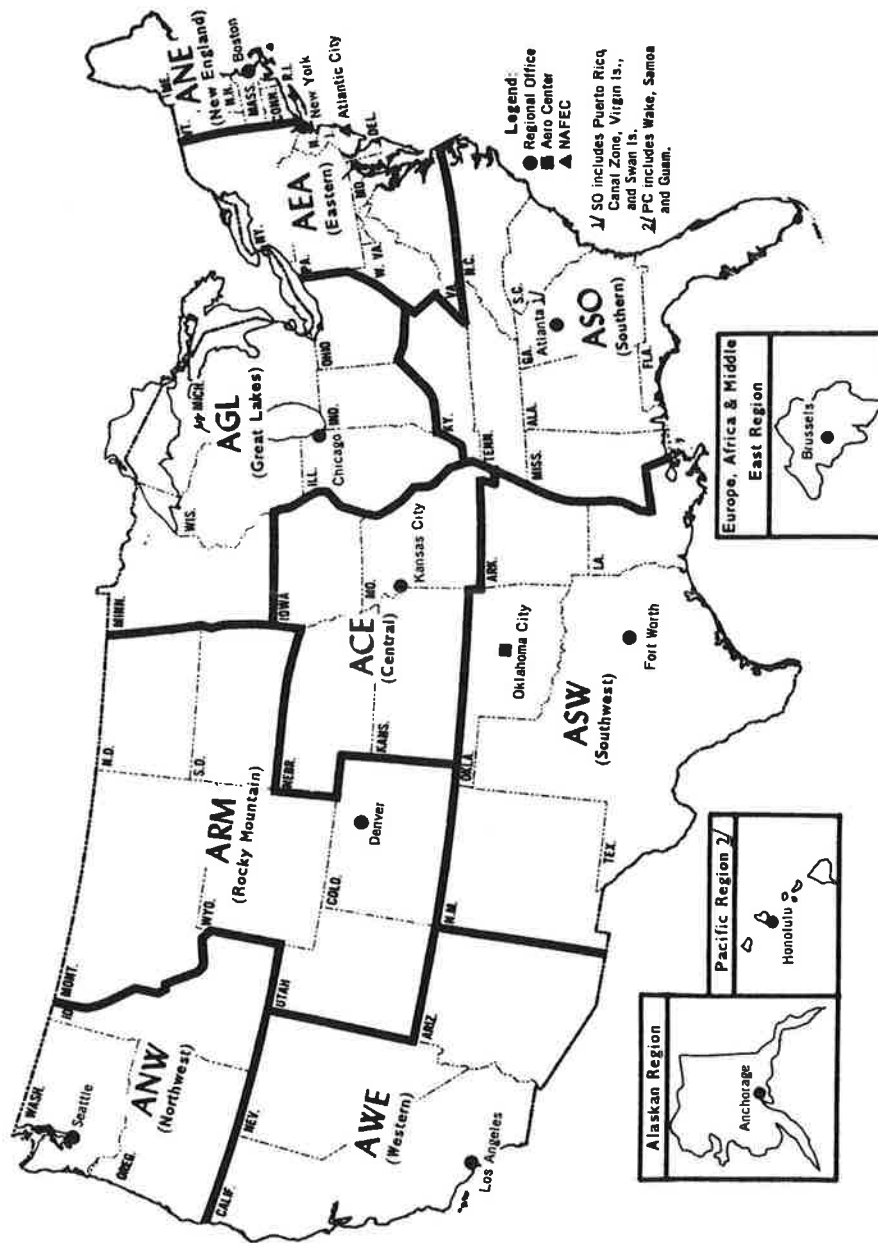 WASH.
Seattle
ANW
(Northwest)
OREG.
MONT.
N.D.
S.D.
WYO.
ARM
(Rocky Mountain)
NEBR.
UTAH
COLO.
Denver
NEV.
CALIF.
AWE
(Western)
Los Angeles
ARIZ.
N.M.
MINN.
WIS.
MICH.
AGL
(Great Lakes)
IOWA
ILL.
Chicago
OHIO
ACE
(Central)
KANS.
MO.
Kansas City
OKLA.
Oklahoma City
ARK.
ASW
(Southwest)
Fort Worth
TEX.
LA.
ME.
VT.
N.H.
ANE
(New England)
Boston
MASS.
CONN.
R.I.
N.Y.
New York
AEA
(Eastern)
PA.
Atlantic City
MD.
DEL.
W. VA.
VA.
KY.
TENN.
N.C.
S.C.
GA.
Atlanta 1/
ASO
(Southern)
MISS.
ALA.
FLA.
Legend:
Regional Office
Aero Center
NAFEC
1/ SO includes Puerto Rico,
Canal Zone, Virgin Is.,
and Swan Is.
2/ PC includes Wake, Samoa
and Guam.
Alaskan Region
Anchorage
Pacific Region 2/
Honolulu
Europe, Africa & Middle
East Region
Brussels